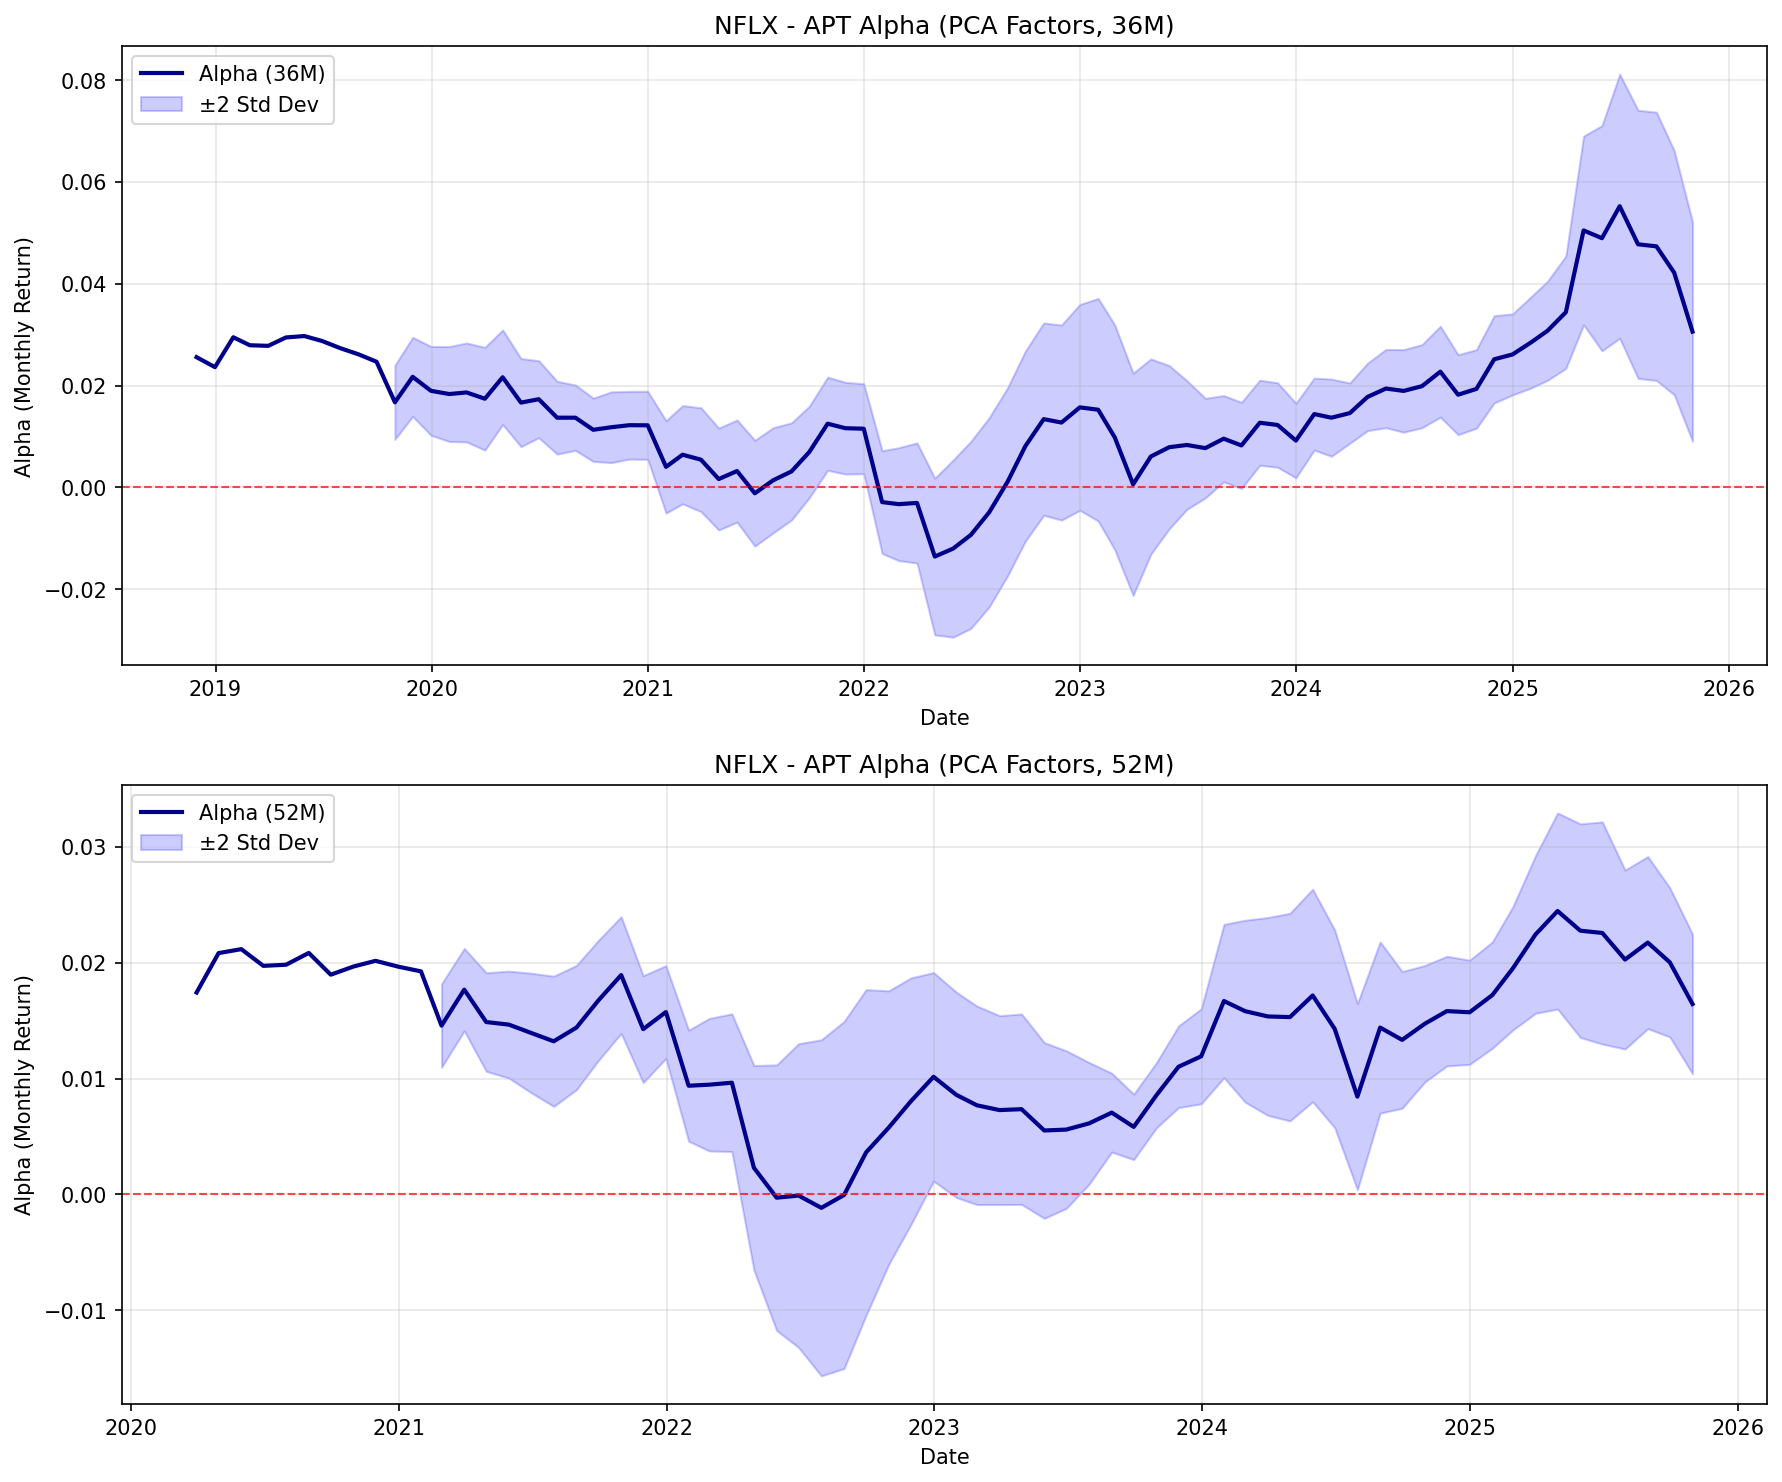 NFLX - APT Alpha (PCA Factors, 36M)
Alpha (36M)
±2 Std Dev
Alpha (Monthly Return)
0.08
0.06
0.04
0.02
0.00
−0.02
2019 2020 2021 2022 2023 2024 2025 2026
Date
NFLX - APT Alpha (PCA Factors, 52M)
Alpha (52M)
±2 Std Dev
Alpha (Monthly Return)
0.03
0.02
0.01
0.00
−0.01
2020 2021 2022 2023 2024 2025 2026
Date